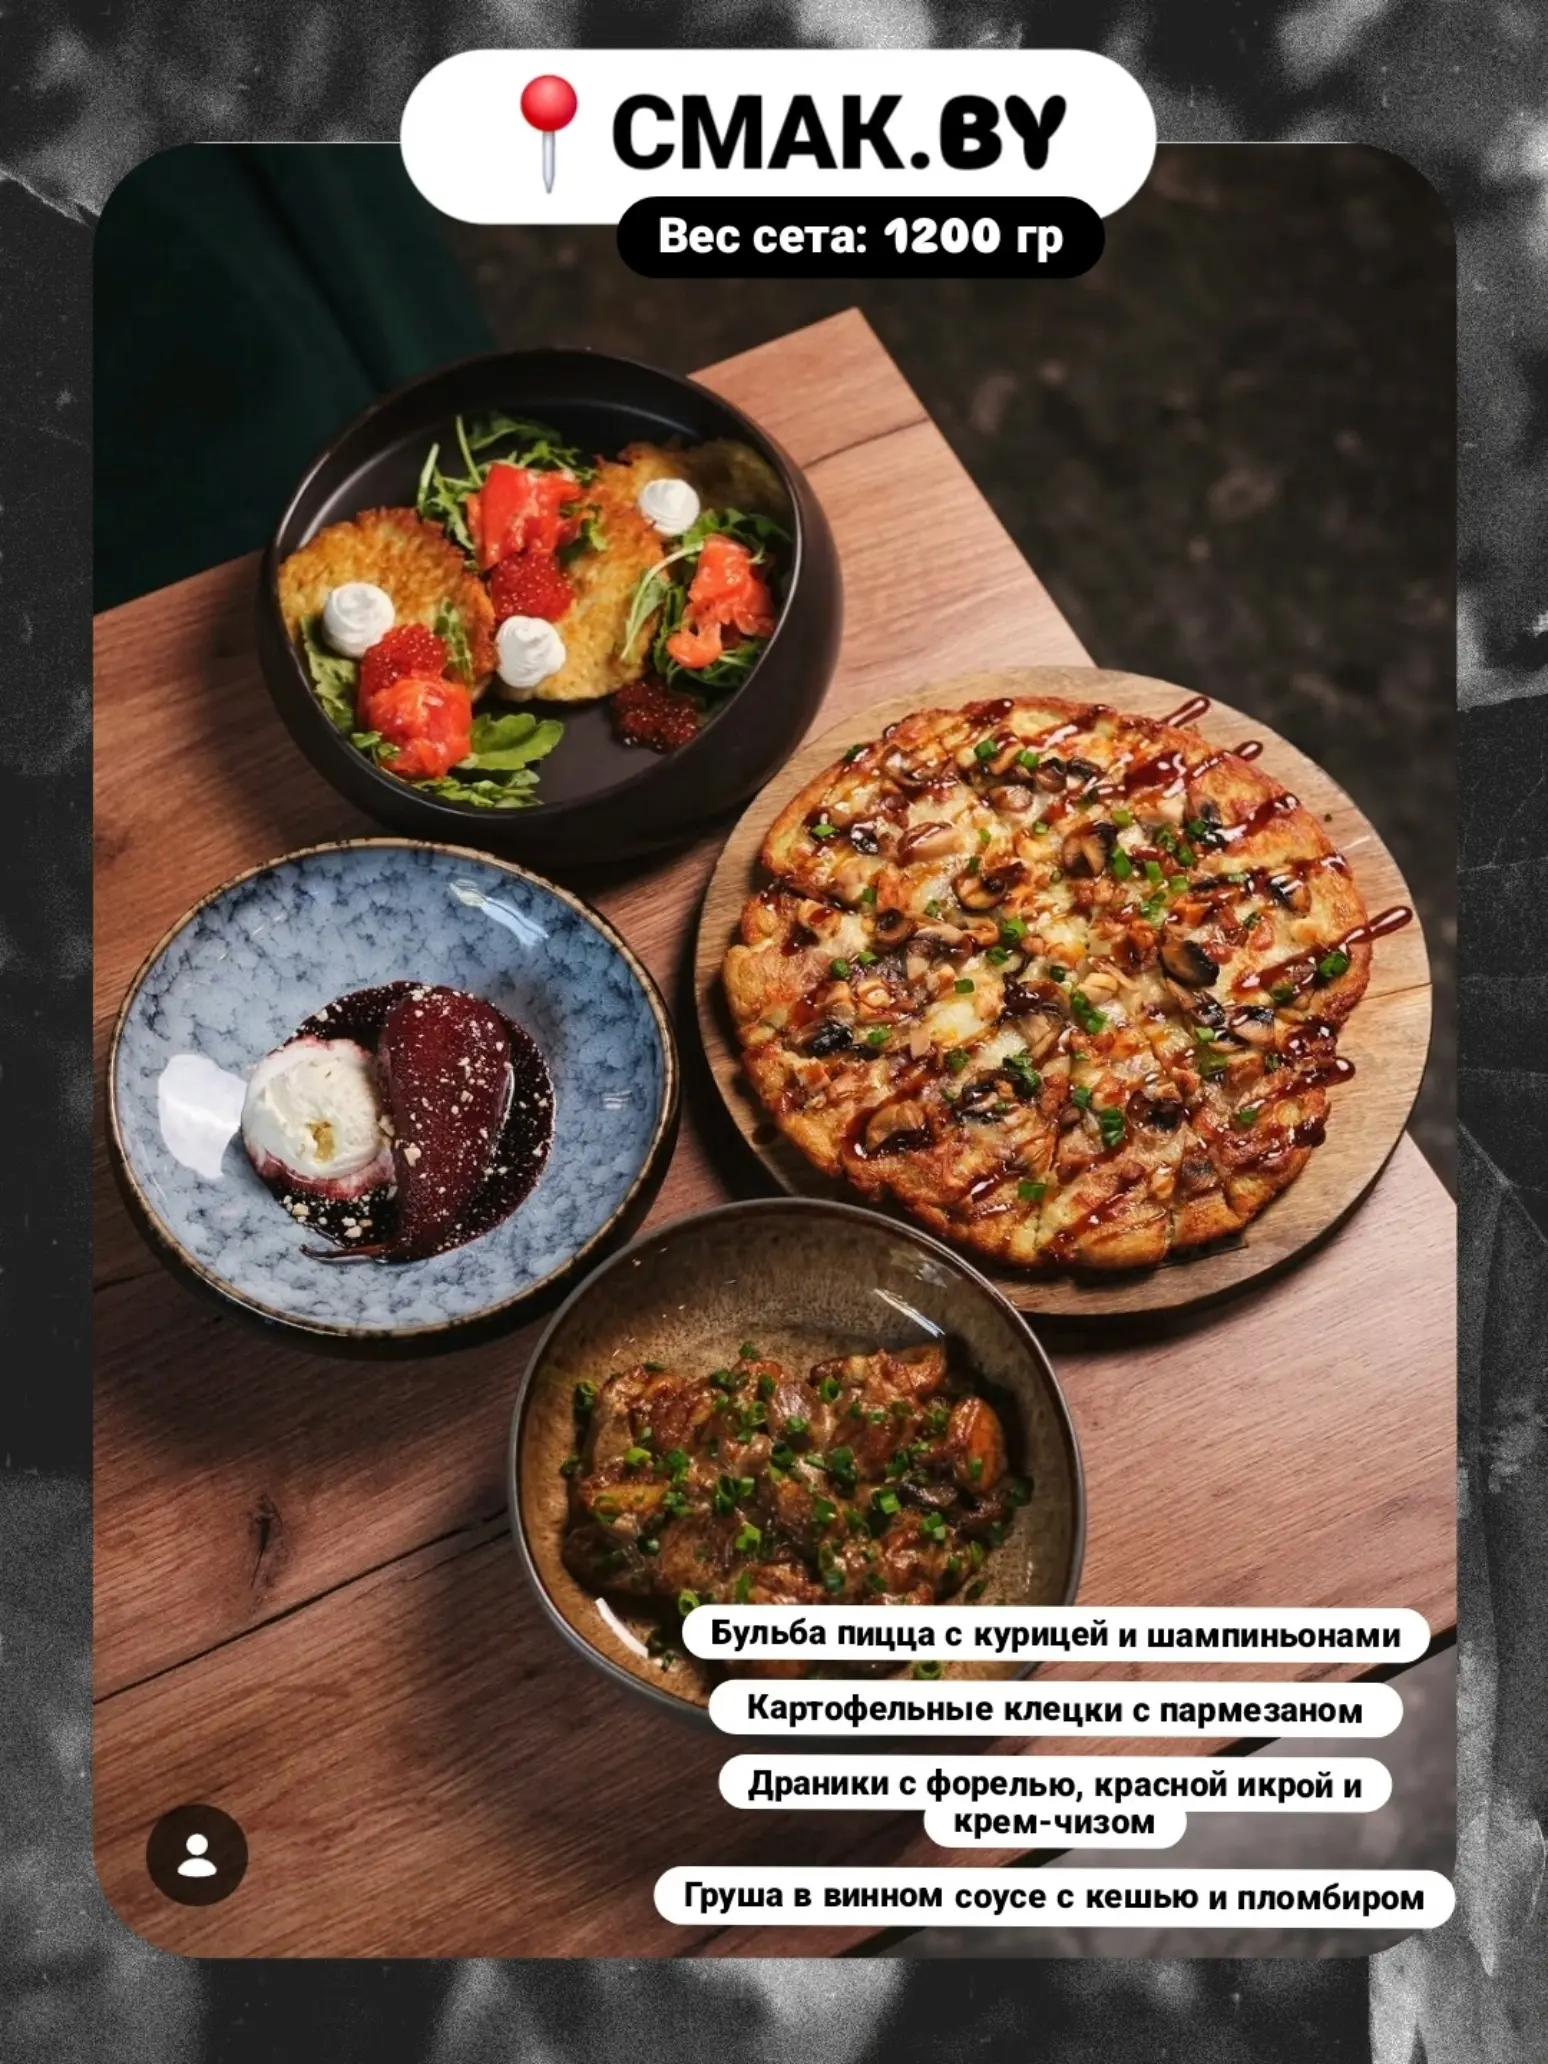 СМАК.BY
Вес сета: 1200 гр
Бульба пицца с курицей и шампиньонами
Картофельные клецки с пармезаном
Драники с форелью, красной икрой и
крем-чизом
Груша в винном соусе с кешью и пломбиром